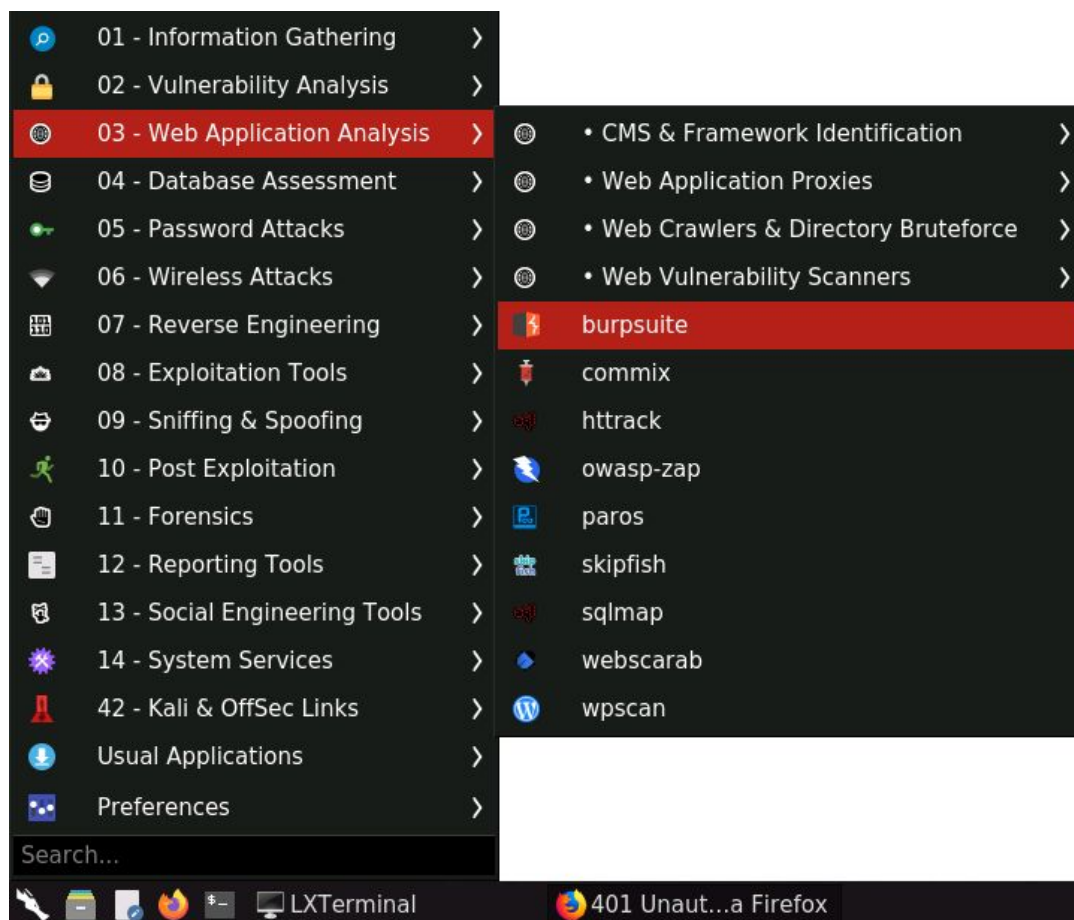 01 - Information Gathering
02 - Vulnerability Analysis
03 - Web Application Analysis
04 - Database Assessment
05 - Password Attacks
06 - Wireless Attacks
07 - Reverse Engineering
08 - Exploitation Tools
09 - Sniffing & Spoofing
10 - Post Exploitation
11 - Forensics
12 - Reporting Tools
13 - Social Engineering Tools
14 - System Services
42 - Kali & OffSec Links
Usual Applications
Preferences
Search...
• CMS & Framework Identification
• Web Application Proxies
• Web Crawlers & Directory Bruteforce
• Web Vulnerability Scanners
burpsuite
commix
httrack
owasp-zap
paros
skipfish
sqlmap
webscarab
wpscan
LXTerminal
401 Unaut...a Firefox